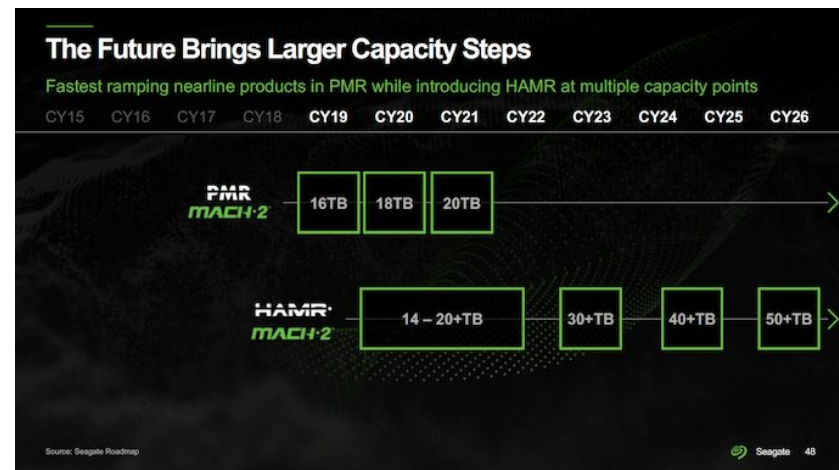 The Future Brings Larger Capacity Steps
Fastest ramping nearline products in PMR while introducing HAMR at multiple capacity points
CY15 CY16 CY17 CY18 CY19 CY20 CY21 CY22 CY23 CY24 CY25 CY26
PMR
MACH·2
16TB 18TB 20TB
HAMR
MACH·2
14 – 20+TB 30+TB 40+TB 50+TB
Source: Seagate Roadmap
Seagate 48